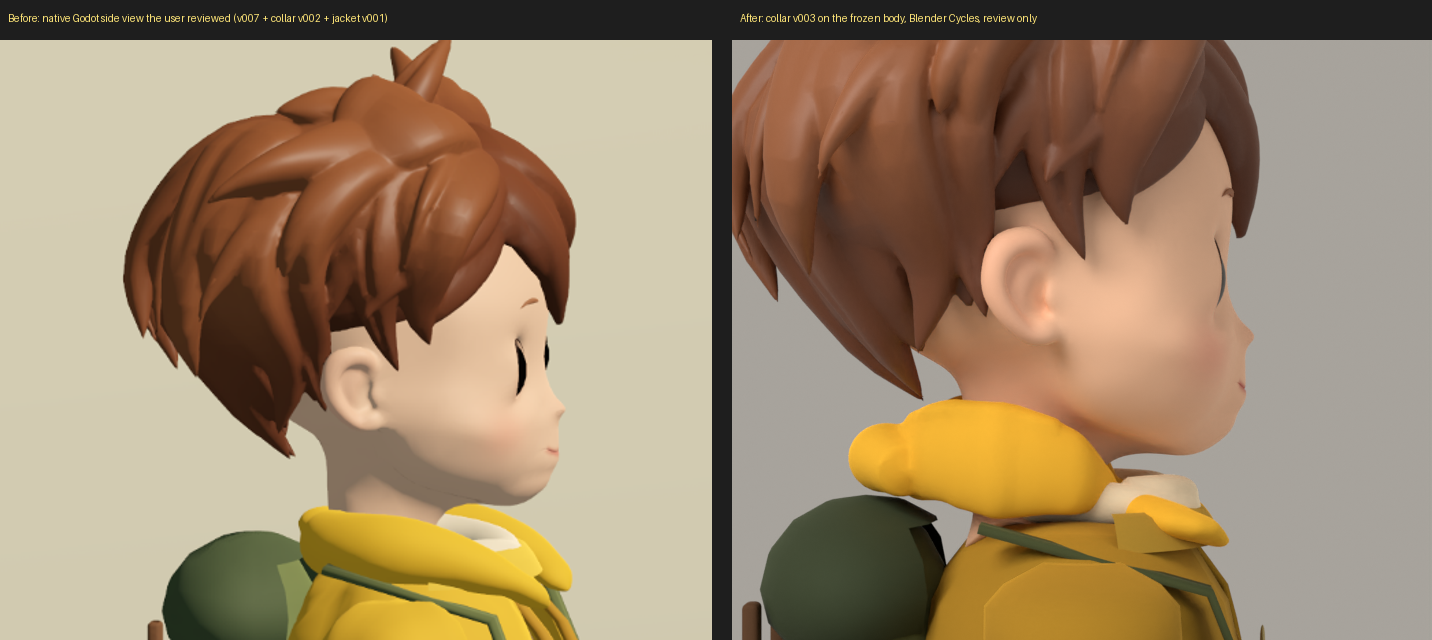 Before: native Godot side view the user reviewed (v007 + collar v002 + jacket v001)
After: collar v003 on the frozen body, Blender Cycles, review only